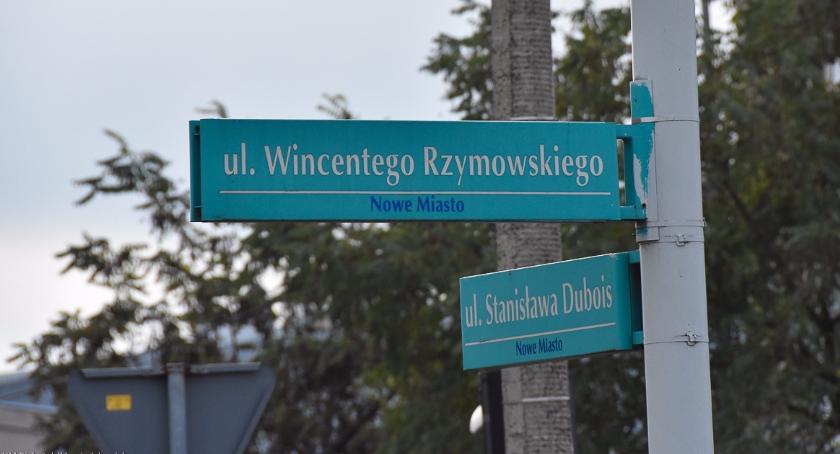 ul. Wincentego Rzymowskiego
Nowe Miasto
ul. Stanisława Dubois
Nowe Miasto